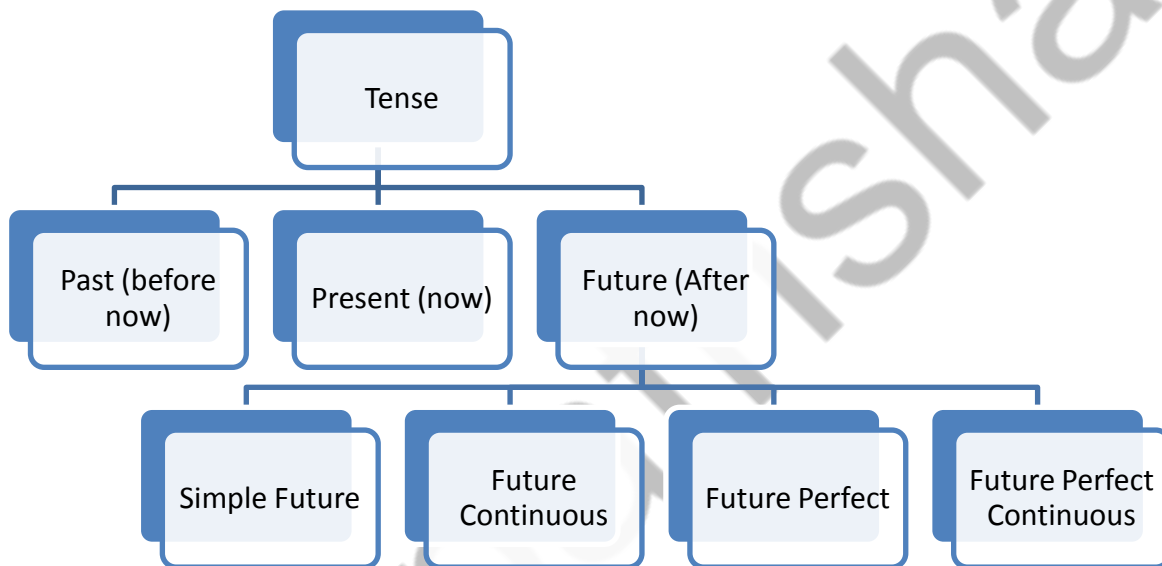 Tense
Past (before
now)
Present (now)
Future (After
now)
Simple Future
Future
Continuous
Future Perfect
Future Perfect
Continuous